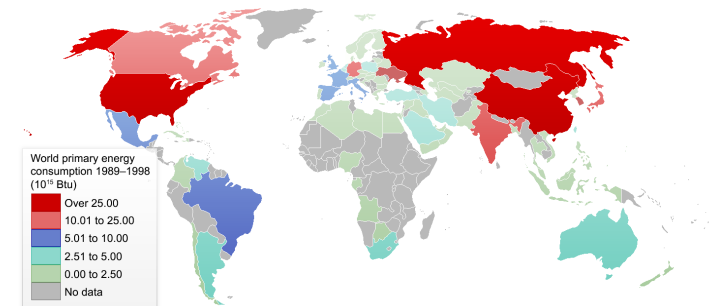 World primary energy
consumption 1989–1998
(10¹⁵ Btu)
Over 25.00
10.01 to 25.00
5.01 to 10.00
2.51 to 5.00
0.00 to 2.50
No data